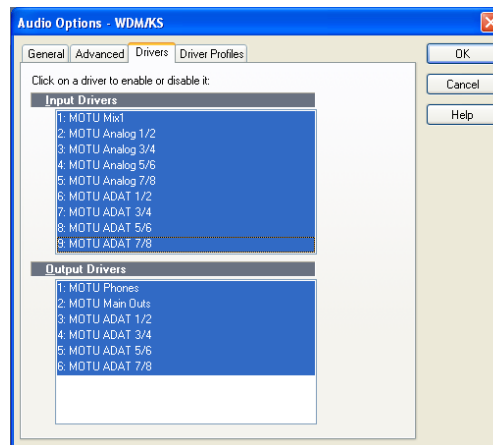 Audio Options - WDM/KS
General Advanced Drivers Driver Profiles
OK
Cancel
Help
Click on a driver to enable or disable it:
Input Drivers
1: MOTU Mix1
2: MOTU Analog 1/2
3: MOTU Analog 3/4
4: MOTU Analog 5/6
5: MOTU Analog 7/8
6: MOTU ADAT 1/2
7: MOTU ADAT 3/4
8: MOTU ADAT 5/6
9: MOTU ADAT 7/8
Output Drivers
1: MOTU Phones
2: MOTU Main Outs
3: MOTU ADAT 1/2
4: MOTU ADAT 3/4
5: MOTU ADAT 5/6
6: MOTU ADAT 7/8